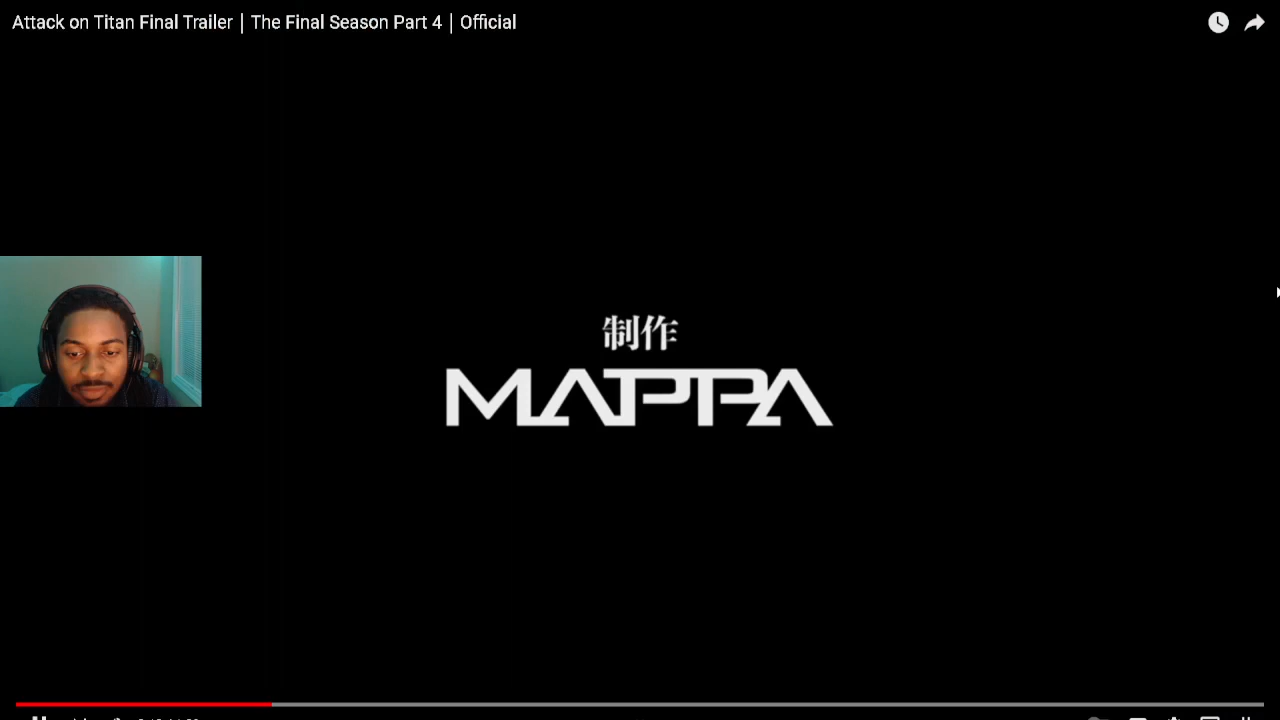 Attack on Titan Final Trailer | The Final Season Part 4 | Official
制作
MAPPA